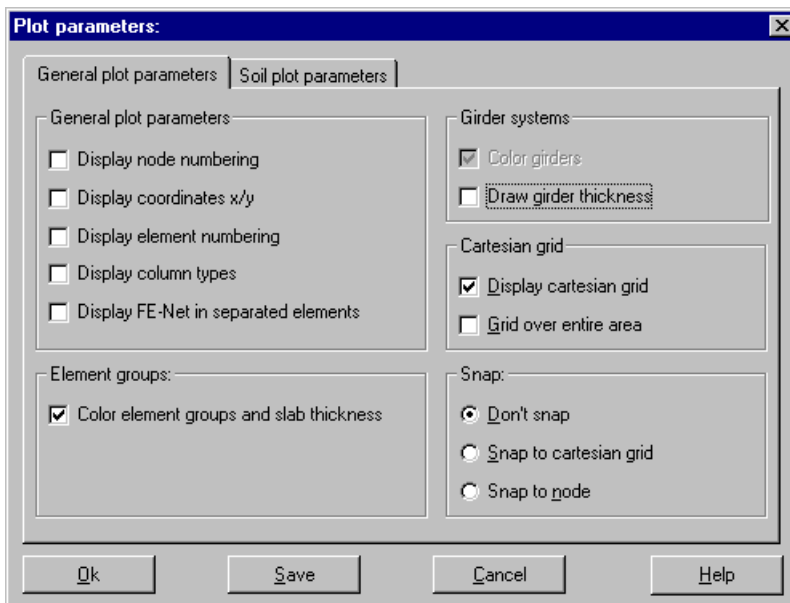 Plot parameters:
General plot parameters
Soil plot parameters
General plot parameters
Display node numbering
Display coordinates x/y
Display element numbering
Display column types
Display FE-Net in separated elements
Girder systems
Color girders
Draw girder thickness
Cartesian grid
Display cartesian grid
Grid over entire area
Element groups:
Color element groups and slab thickness
Snap:
Don't snap
Snap to cartesian grid
Snap to node
Ok
Save
Cancel
Help